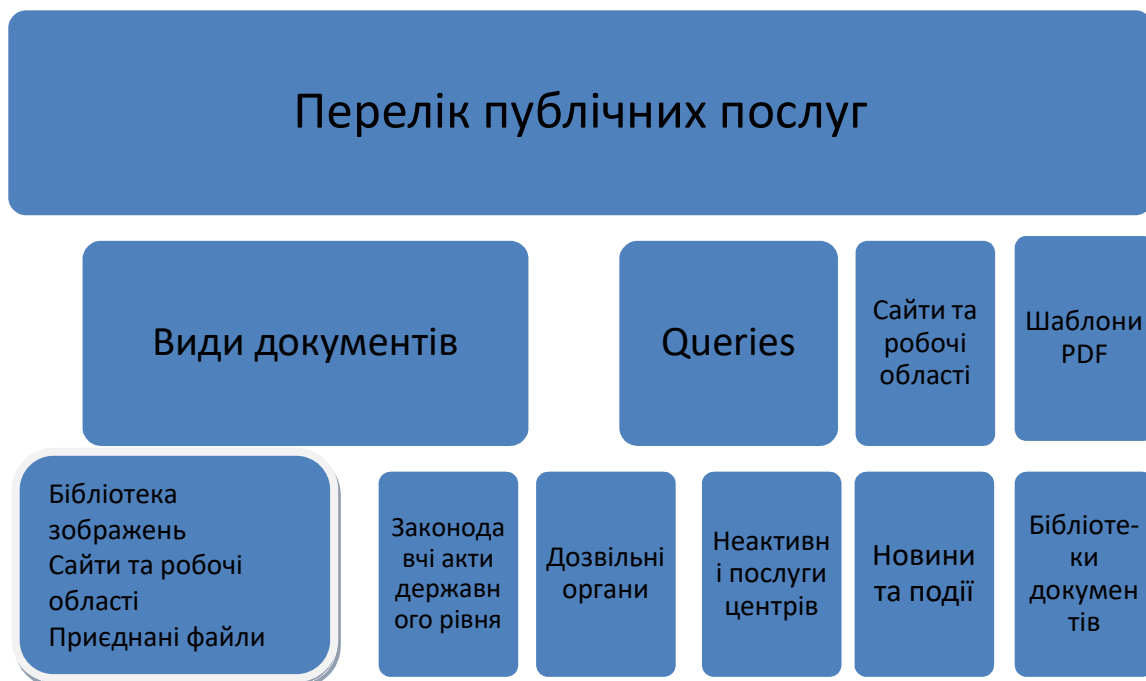 Перелік публічних послуг
Види документів
Queries
Сайти та
робочі
області
Шаблони
PDF
Бібліотека
зображень
Сайти та робочі
області
Приєднані файли
Законода
вчі акти
державн
ого рівня
Дозвільні
органи
Неактивн
і послуги
центрів
Новини
та події
Бібліоте-
ки
докумен
тів